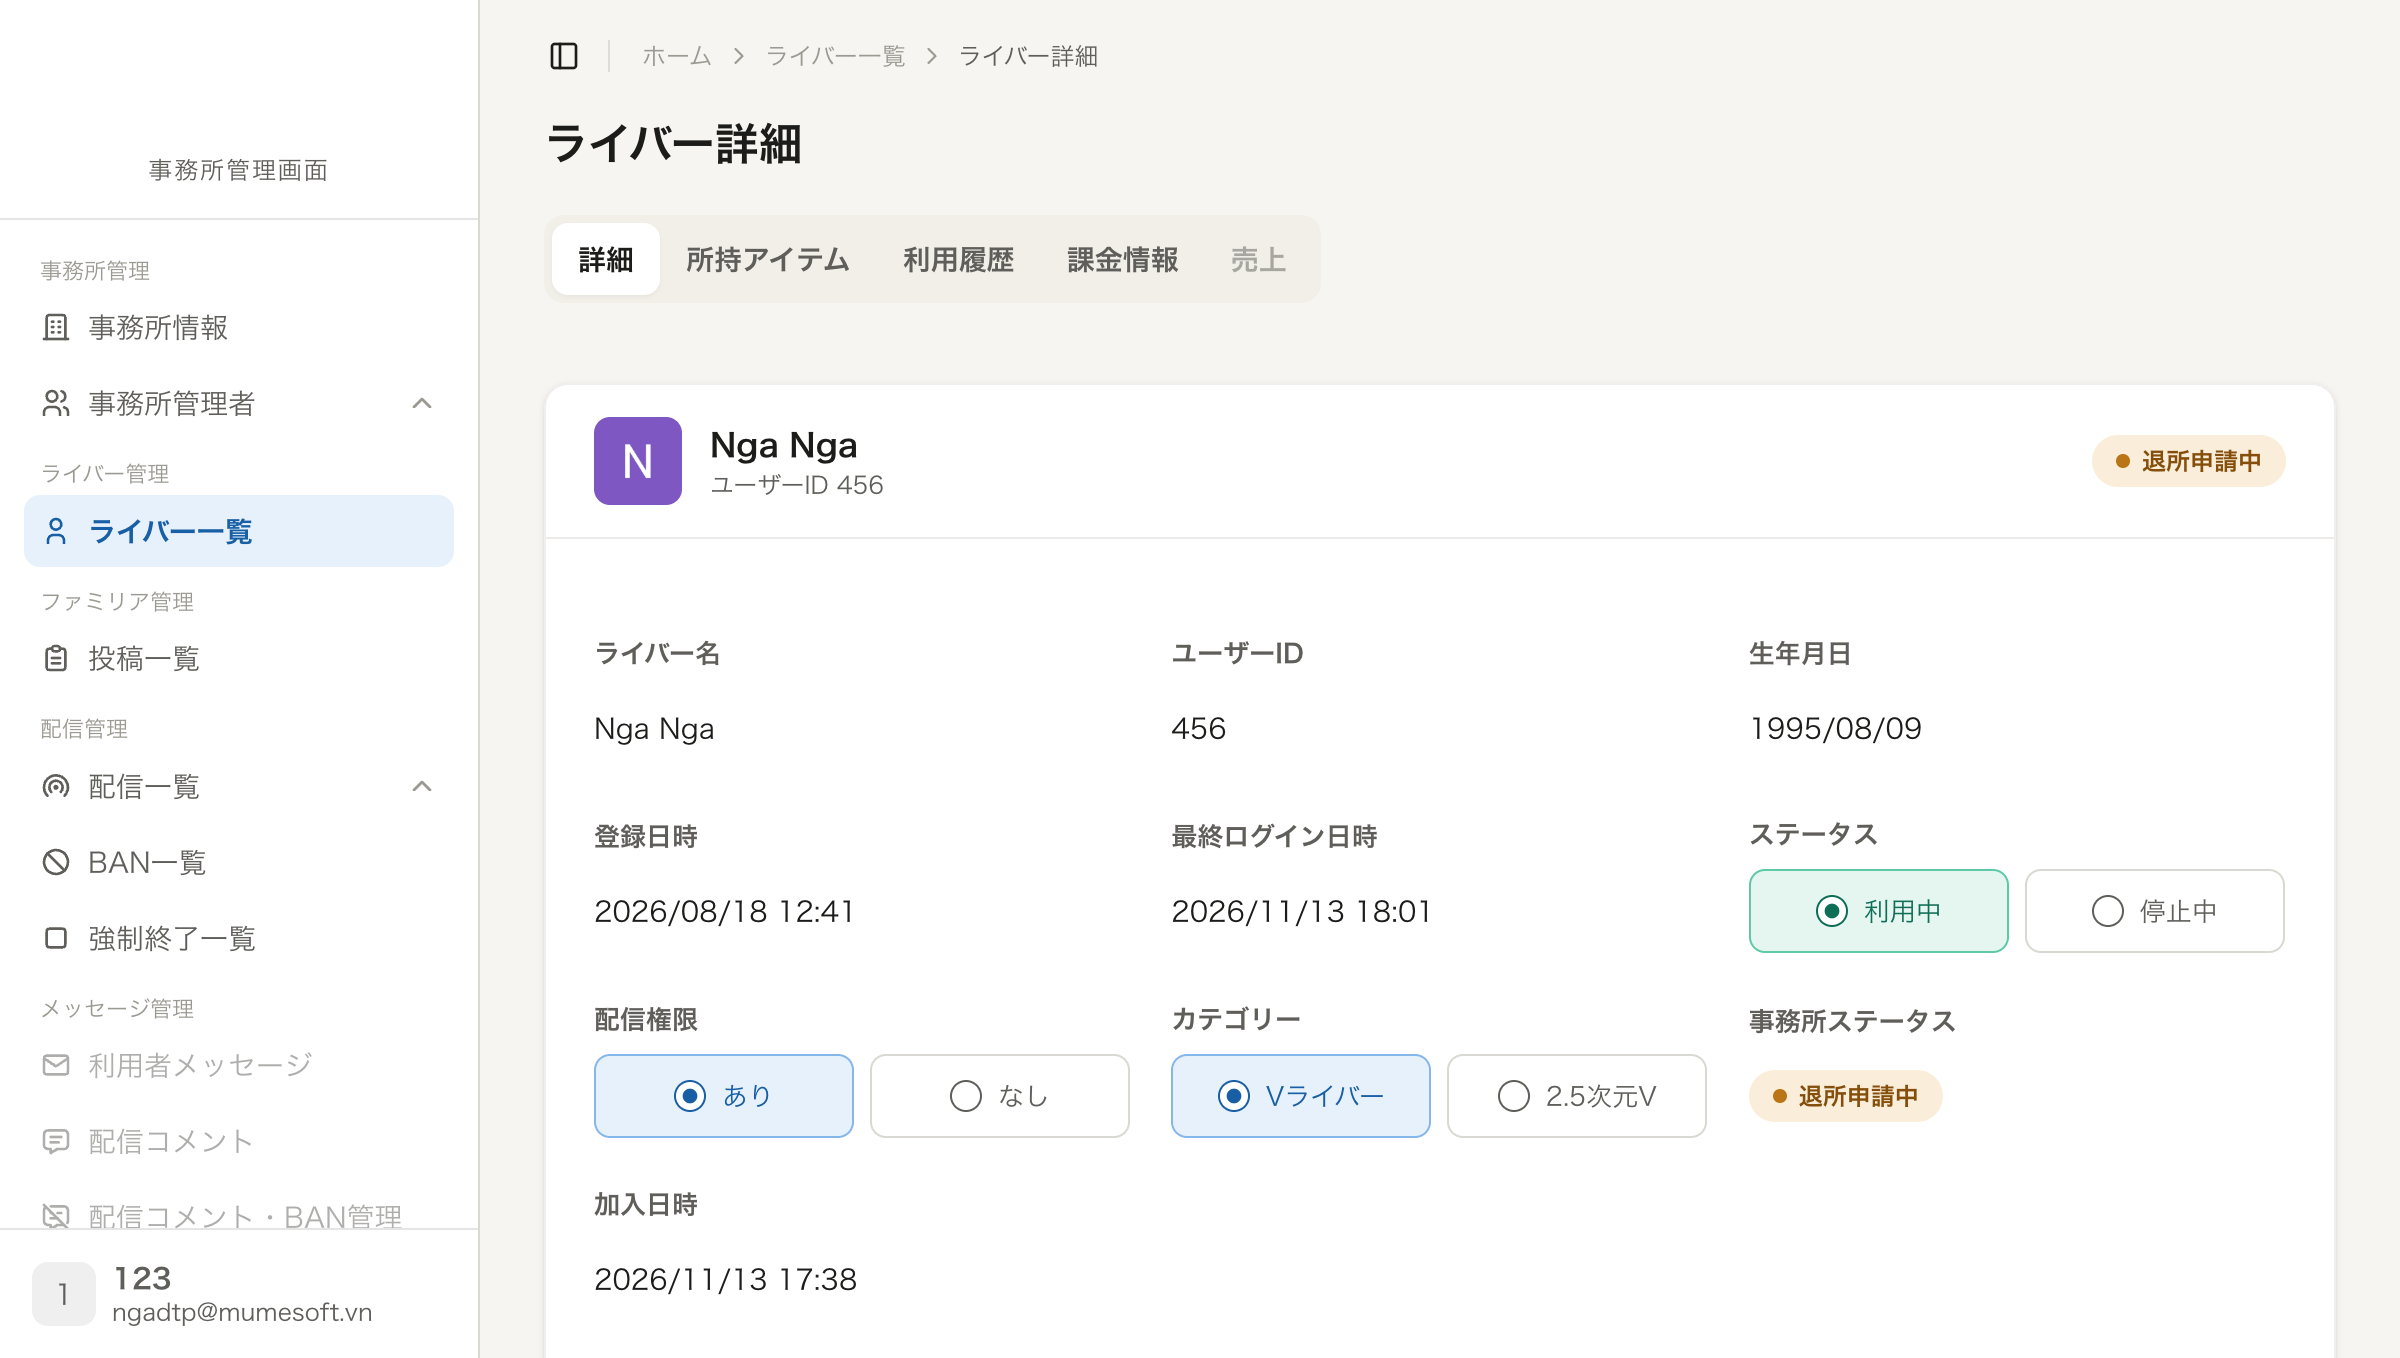 事務所管理画面
事務所管理
事務所情報
事務所管理者
ライバー管理
ライバー一覧
ファミリア管理
投稿一覧
配信管理
配信一覧
BAN一覧
強制終了一覧
メッセージ管理
利用者メッセージ
配信コメント
配信コメント・BAN管理
1
123
ngadtp@mumesoft.vn
ホーム > ライバー一覧 > ライバー詳細
ライバー詳細
詳細 所持アイテム 利用履歴 課金情報 売上
N
Nga Nga
ユーザーID 456
退所申請中
ライバー名 ユーザーID 生年月日
Nga Nga 456 1995/08/09
登録日時 最終ログイン日時 ステータス
2026/08/18 12:41 2026/11/13 18:01 利用中 停止中
配信権限 カテゴリー 事務所ステータス
あり なし Vライバー 2.5次元V 退所申請中
加入日時
2026/11/13 17:38